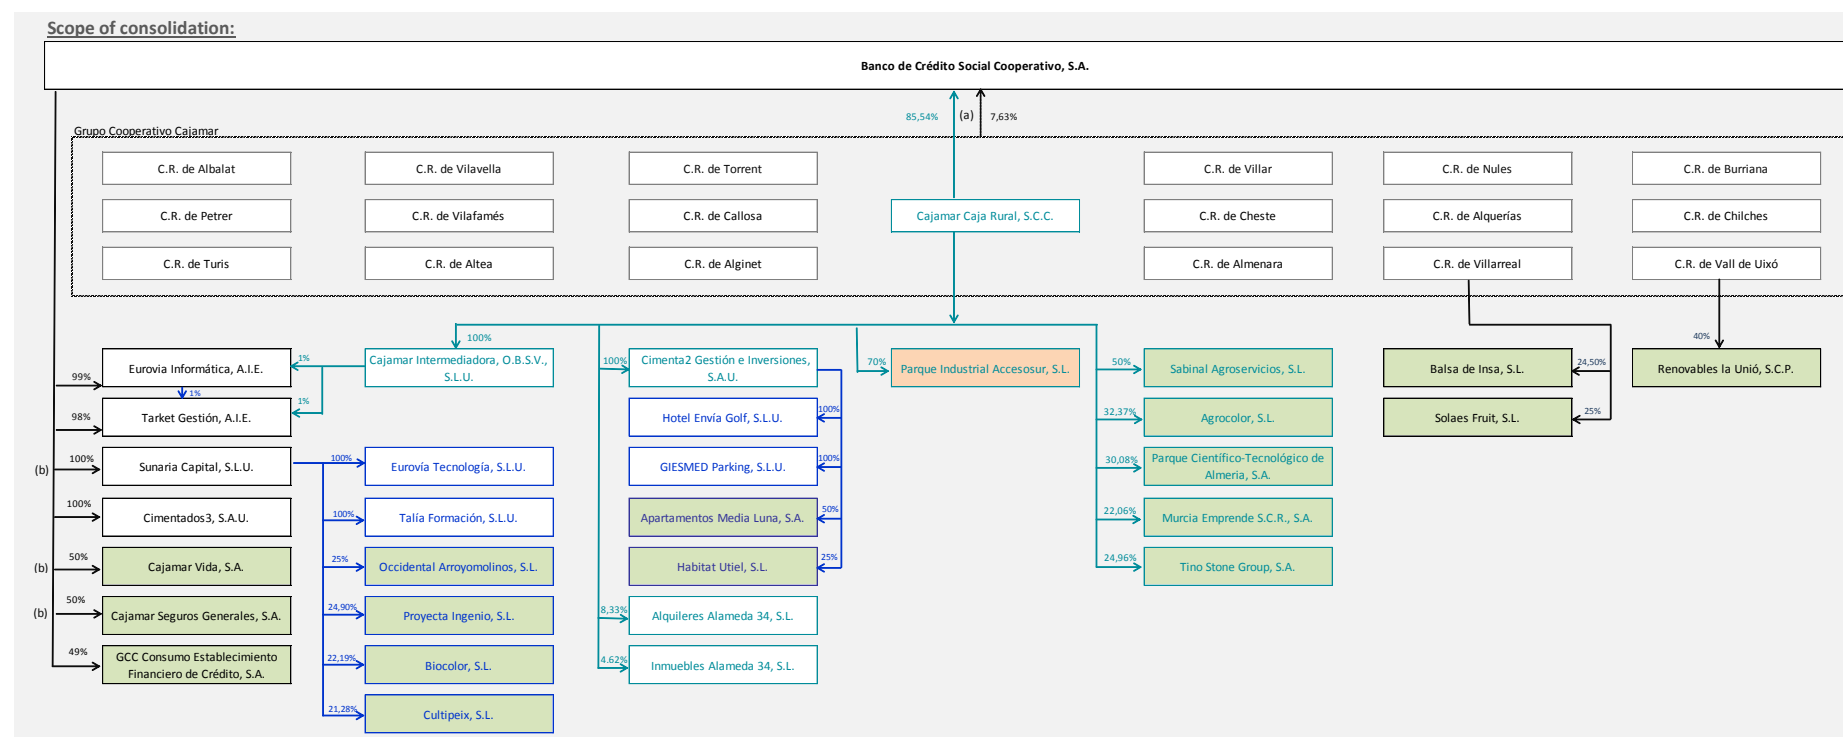 Scope of consolidation:
Banco de Crédito Social Cooperativo, S.A.
85,54%
(a)
7,63%
Grupo Cooperativo Cajamar
C.R. de Albalat
C.R. de Vilavella
C.R. de Torrent
C.R. de Villar
C.R. de Nules
C.R. de Burriana
C.R. de Petrer
C.R. de Vilafamés
C.R. de Callosa
Cajamar Caja Rural, S.C.C.
C.R. de Cheste
C.R. de Alquerías
C.R. de Chilches
C.R. de Turis
C.R. de Altea
C.R. de Alginet
C.R. de Almenara
C.R. de Villarreal
C.R. de Vall de Uixó
100%
40%
99%
Eurovia Informática, A.I.E.
1%
Cajamar Intermediadora, O.B.S.V.,
S.L.U.
100%
Cimenta2 Gestión e Inversiones,
S.A.U.
70%
Parque Industrial Accesosur, S.L.
50%
Sabinal Agroservicios, S.L.
Balsa de Insa, S.L.
24,50%
Renovables la Unió, S.C.P.
1%
98%
Tarket Gestión, A.I.E.
1%
Hotel Envía Golf, S.L.U.
100%
32,37%
Agrocolor, S.L.
Solaes Fruit, S.L.
25%
(b)
100%
Sunaria Capital, S.L.U.
100%
Eurovía Tecnología, S.L.U.
GIESMED Parking, S.L.U.
100%
30,08%
Parque Científico-Tecnológico de
Almeria, S.A.
100%
Cimentados3, S.A.U.
100%
Talía Formación, S.L.U.
Apartamentos Media Luna, S.A.
50%
22,06%
Murcia Emprende S.C.R., S.A.
(b)
50%
Cajamar Vida, S.A.
25%
Occidental Arroyomolinos, S.L.
Habitat Utiel, S.L.
25%
24,96%
Tino Stone Group, S.A.
(b)
50%
Cajamar Seguros Generales, S.A.
24,90%
Proyecta Ingenio, S.L.
8,33%
Alquileres Alameda 34, S.L.
49%
GCC Consumo Establecimiento
Financiero de Crédito, S.A.
22,19%
Biocolor, S.L.
4.62%
Inmuebles Alameda 34, S.L.
21,28%
Cultipeix, S.L.